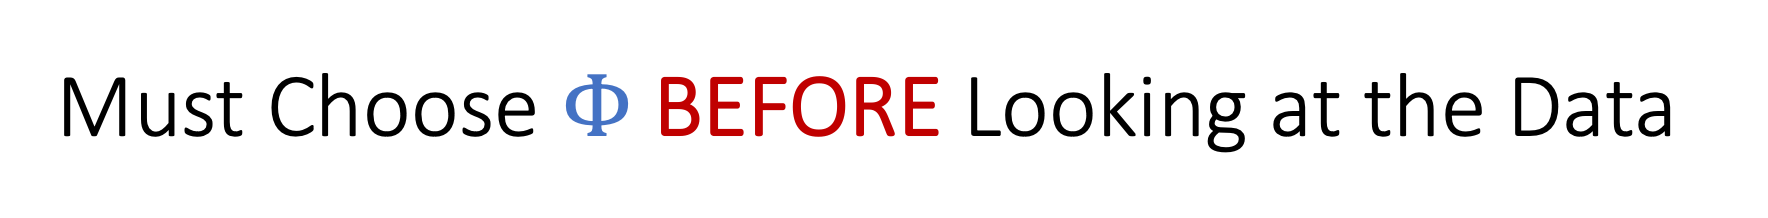 Must Choose Φ BEFORE Looking at the Data